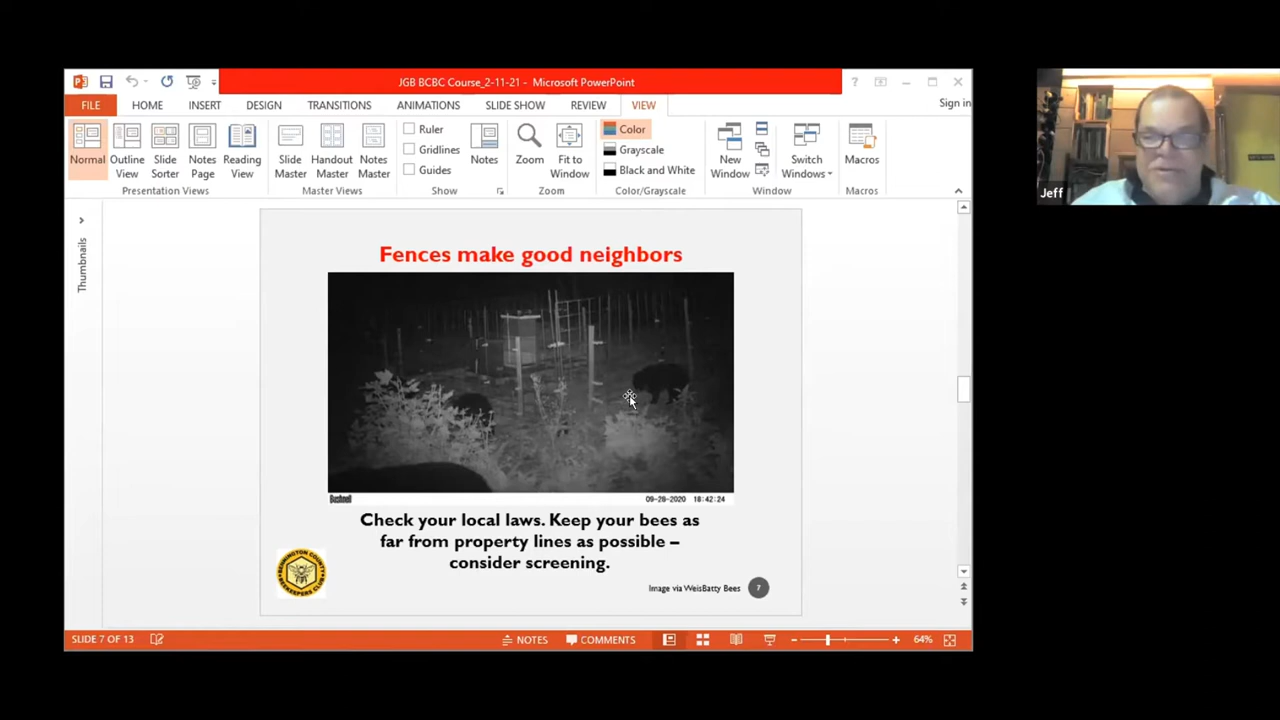 JGB BCBC Course_2-11-21 - Microsoft PowerPoint
FILE HOME INSERT DESIGN TRANSITIONS ANIMATIONS SLIDE SHOW REVIEW VIEW Sign in
Normal
Outline View
Slide Sorter
Notes Page
Reading View
Presentation Views
Slide Master
Handout Master
Notes Master
Master Views
Ruler
Gridlines
Guides
Show
Notes
Zoom
Fit to Window
Zoom
Color
Grayscale
Black and White
Color/Grayscale
New Window
Switch Windows
Window
Macros
Macros
Jeff
Thumbnails
Fences make good neighbors
Bushnell 09-28-2020 18:42:24
Check your local laws. Keep your bees as
far from property lines as possible –
consider screening.
BENNINGTON COUNTY
BEEKEEPERS CLUB
Image via WeisBatty Bees 7
SLIDE 7 OF 13 NOTES COMMENTS 64%